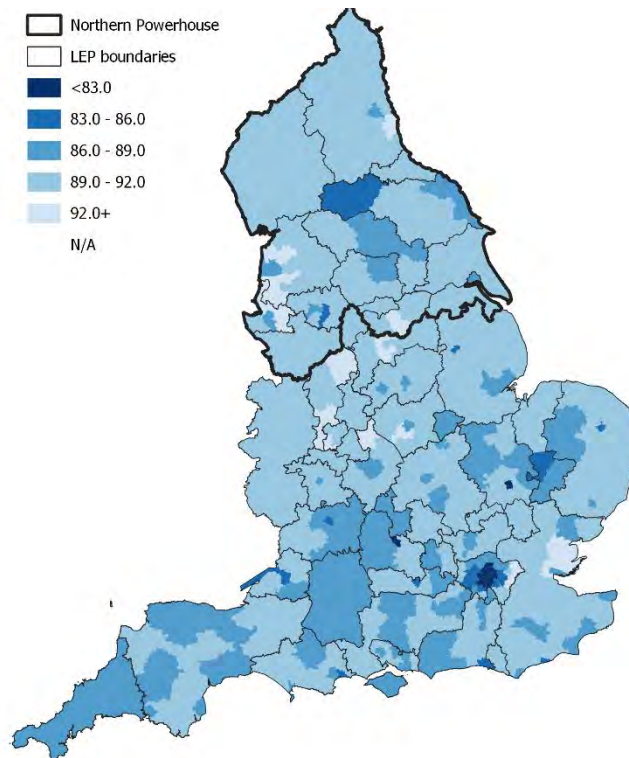 Northern Powerhouse
LEP boundaries
<83.0
83.0 - 86.0
86.0 - 89.0
89.0 - 92.0
92.0+
N/A